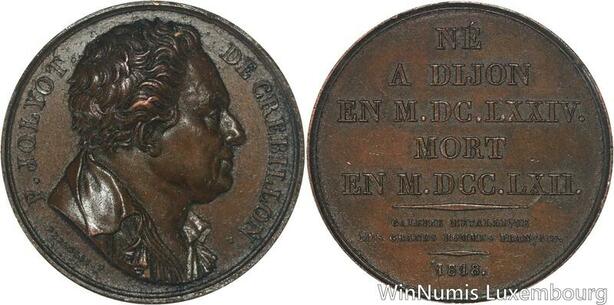 P. JOLYOT
DE CREBILLON
NÉ
A DIJON
EN M.DC.LXXIV.
MORT
EN M.DCC.LXII.
GALERIE METALLIQUE
DES GRANDS HOMMES FRANÇAIS.
1818.
WinNumis Luxembourg